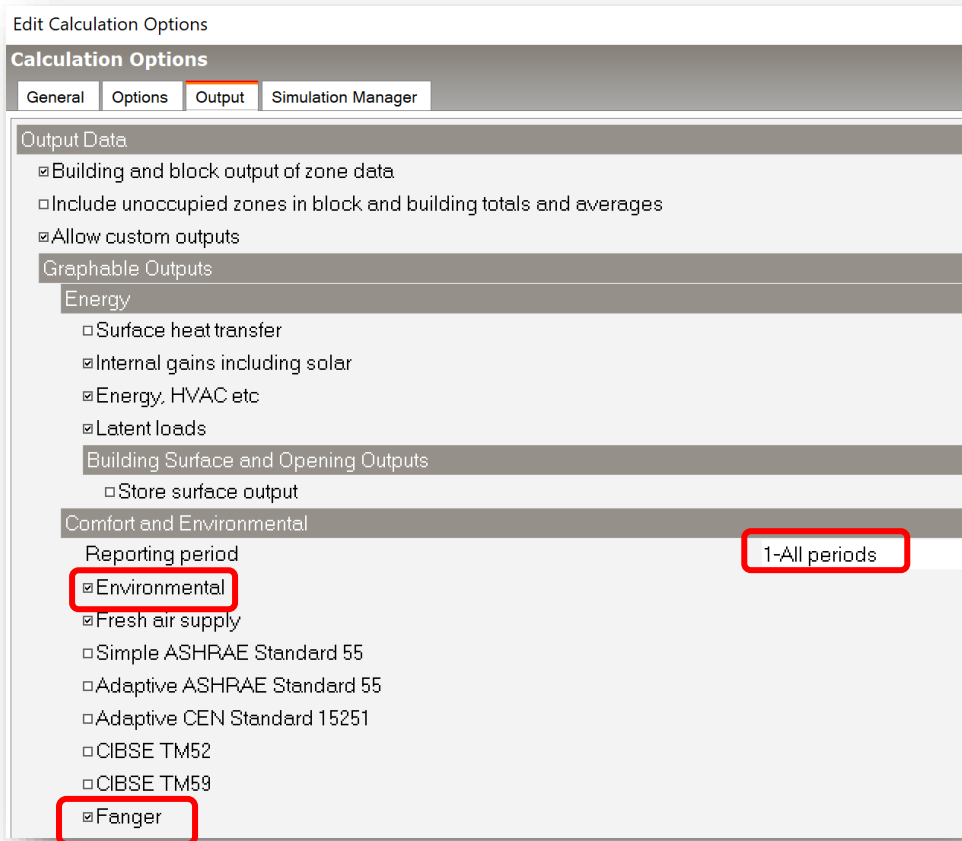 Edit Calculation Options
Calculation Options
General Options Output Simulation Manager
Output Data
Building and block output of zone data
Include unoccupied zones in block and building totals and averages
Allow custom outputs
Graphable Outputs
Energy
Surface heat transfer
Internal gains including solar
Energy, HVAC etc
Latent loads
Building Surface and Opening Outputs
Store surface output
Comfort and Environmental
Reporting period 1-All periods
Environmental
Fresh air supply
Simple ASHRAE Standard 55
Adaptive ASHRAE Standard 55
Adaptive CEN Standard 15251
CIBSE TM52
CIBSE TM59
Fanger